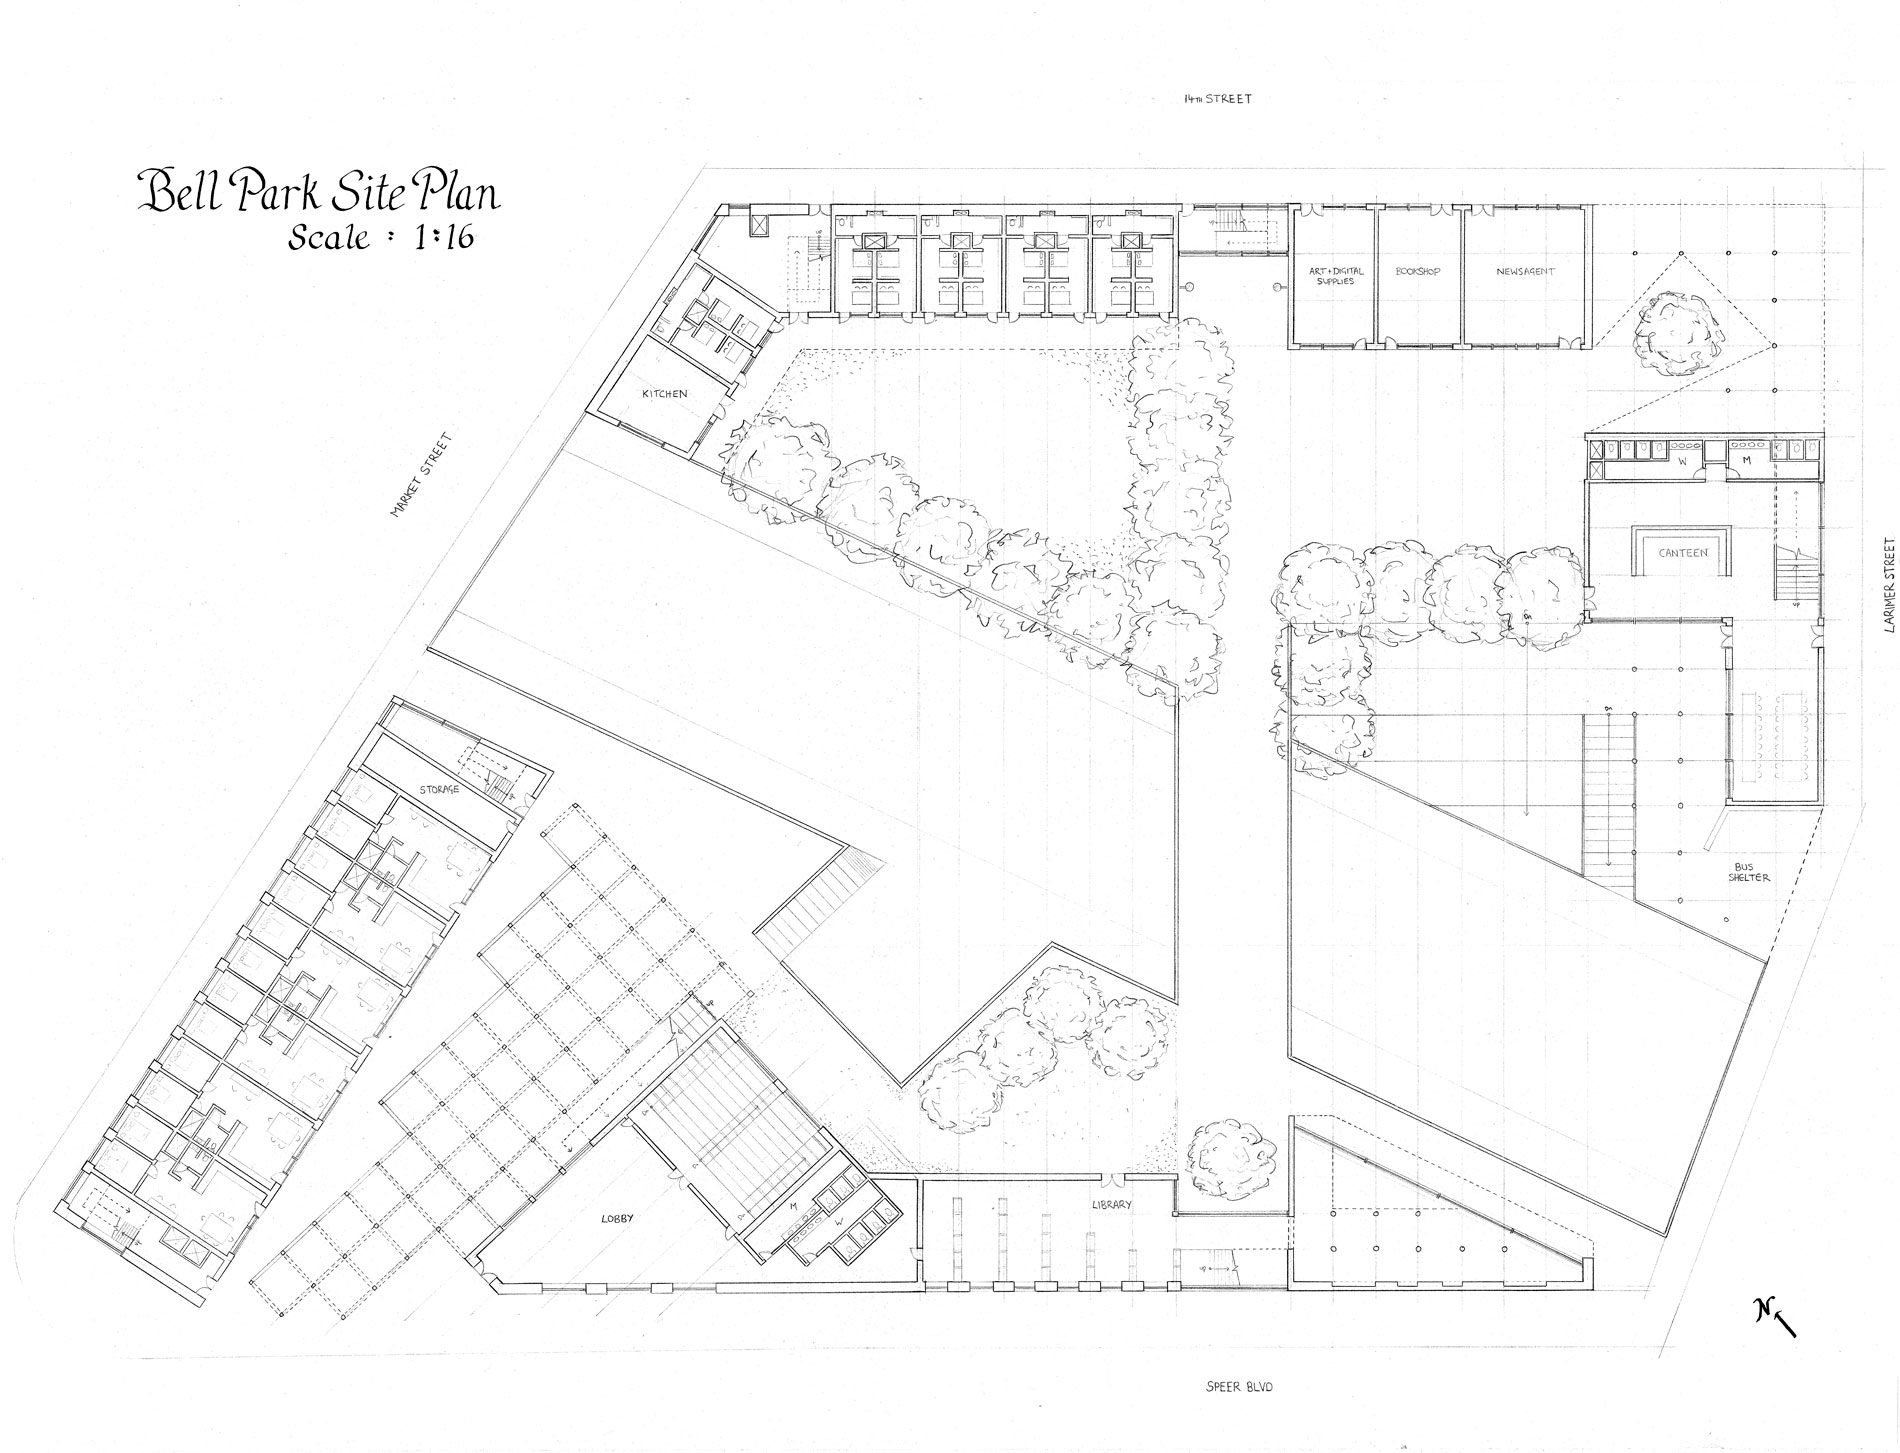 14TH STREET
Bell Park Site Plan
Scale : 1:16
ART + DIGITAL
SUPPLIES
BOOKSHOP
NEWSAGENT
KITCHEN
MARKET STREET
W
M
CANTEEN
LARIMER STREET
UP
STORAGE
BUS
SHELTER
LOBBY
M
W
LIBRARY
N
SPEER BLVD